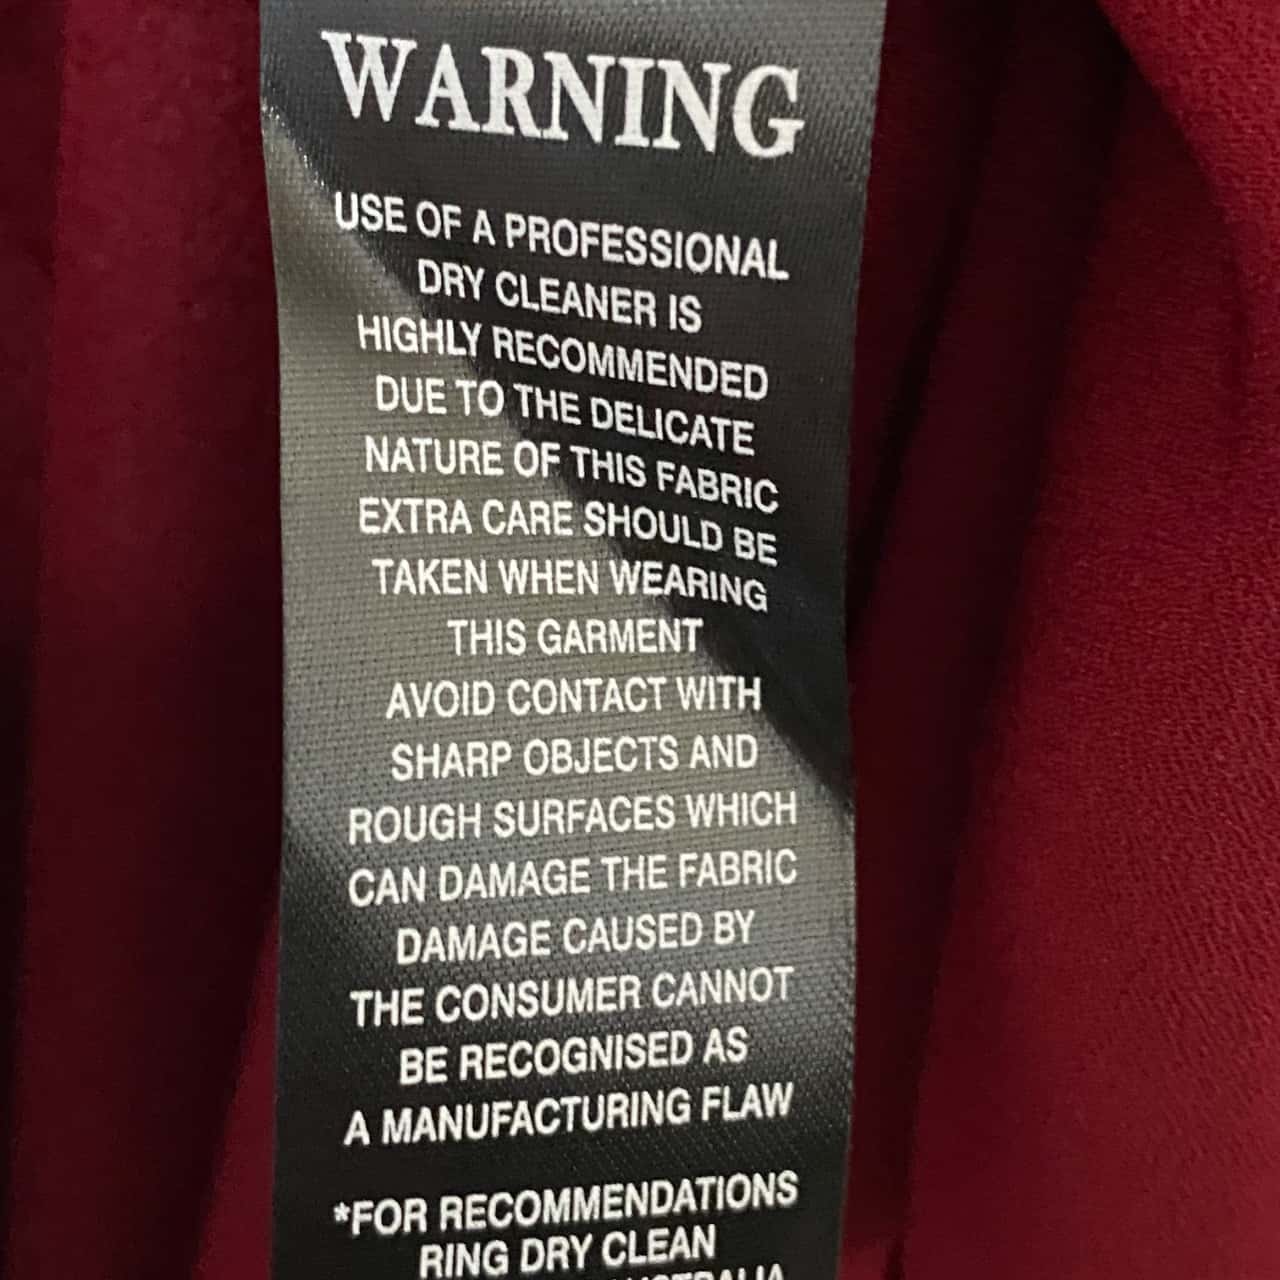 WARNING
USE OF A PROFESSIONAL
DRY CLEANER IS
HIGHLY RECOMMENDED
DUE TO THE DELICATE
NATURE OF THIS FABRIC
EXTRA CARE SHOULD BE
TAKEN WHEN WEARING
THIS GARMENT
AVOID CONTACT WITH
SHARP OBJECTS AND
ROUGH SURFACES WHICH
CAN DAMAGE THE FABRIC
DAMAGE CAUSED BY
THE CONSUMER CANNOT
BE RECOGNISED AS
A MANUFACTURING FLAW
*FOR RECOMMENDATIONS
RING DRY CLEAN